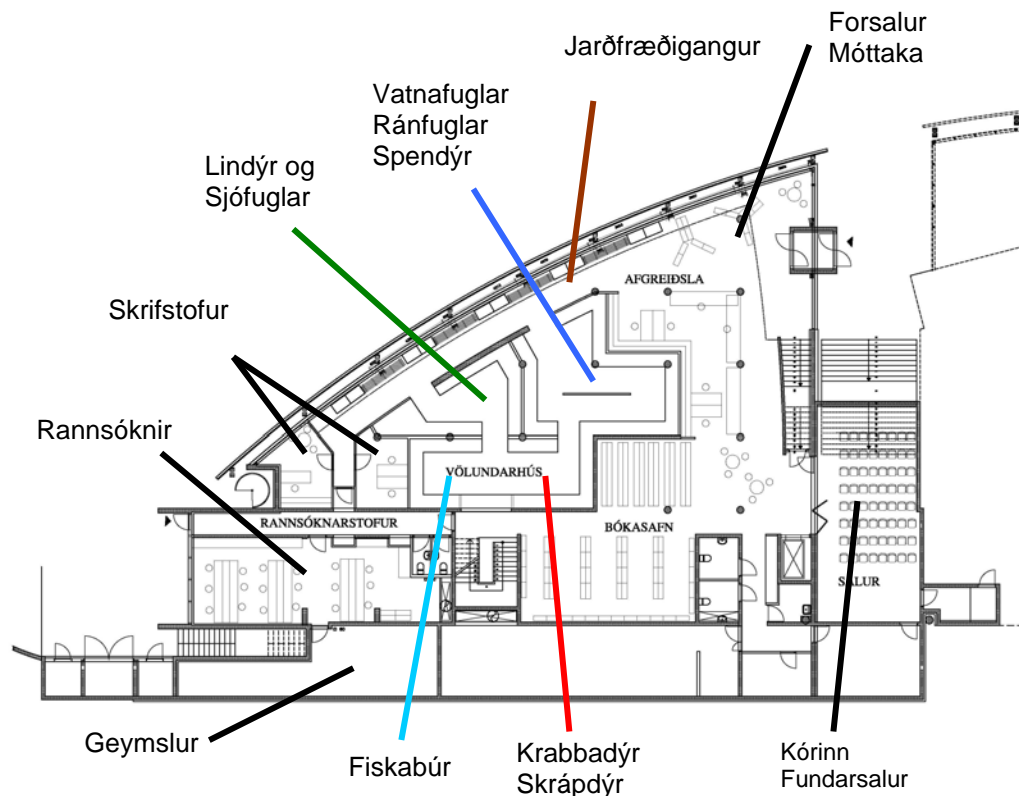 Forsalur
Móttaka
Jarðfræðigangur
Vatnafuglar
Ránfuglar
Spendýr
Lindýr og
Sjófuglar
AFGREIÐSLA
Skrifstofur
Rannsóknir
VÖLUNDARHÚS
RANNSÓKNARSTOFUR
BÓKASAFN
SALUR
Geymslur
Fiskabúr
Krabbadýr
Skrápdýr
Kórinn
Fundarsalur